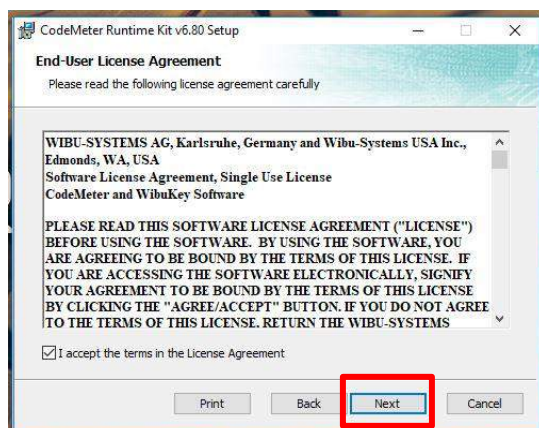 CodeMeter Runtime Kit v6.80 Setup
End-User License Agreement
Please read the following license agreement carefully
WIBU-SYSTEMS AG, Karlsruhe, Germany and Wibu-Systems USA Inc.,
Edmonds, WA, USA
Software License Agreement, Single Use License
CodeMeter and WibuKey Software
PLEASE READ THIS SOFTWARE LICENSE AGREEMENT ("LICENSE")
BEFORE USING THE SOFTWARE. BY USING THE SOFTWARE, YOU
ARE AGREEING TO BE BOUND BY THE TERMS OF THIS LICENSE. IF
YOU ARE ACCESSING THE SOFTWARE ELECTRONICALLY, SIGNIFY
YOUR AGREEMENT TO BE BOUND BY THE TERMS OF THIS LICENSE
BY CLICKING THE "AGREE/ACCEPT" BUTTON. IF YOU DO NOT AGREE
TO THE TERMS OF THIS LICENSE, RETURN THE WIBU-SYSTEMS
I accept the terms in the License Agreement
Print Back Next Cancel